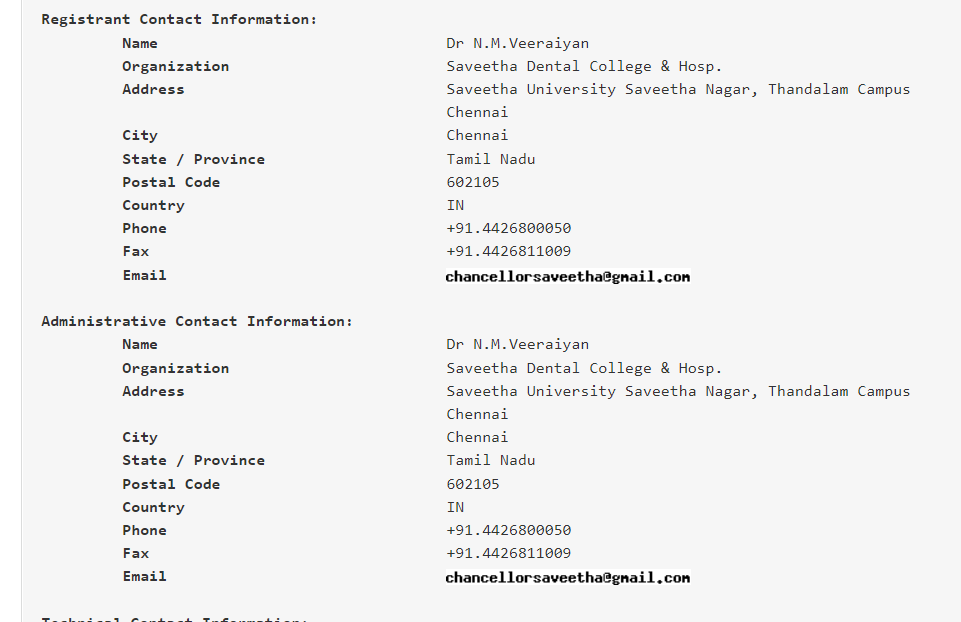 Registrant Contact Information:
Name Dr N.M.Veeraiyan
Organization Saveetha Dental College & Hosp.
Address Saveetha University Saveetha Nagar, Thandalam Campus
Chennai
City Chennai
State / Province Tamil Nadu
Postal Code 602105
Country IN
Phone +91.4426800050
Fax +91.4426811009
Email chancellorsaveetha@gmail.com
Administrative Contact Information:
Name Dr N.M.Veeraiyan
Organization Saveetha Dental College & Hosp.
Address Saveetha University Saveetha Nagar, Thandalam Campus
Chennai
City Chennai
State / Province Tamil Nadu
Postal Code 602105
Country IN
Phone +91.4426800050
Fax +91.4426811009
Email chancellorsaveetha@gmail.com
Technical Contact Information: